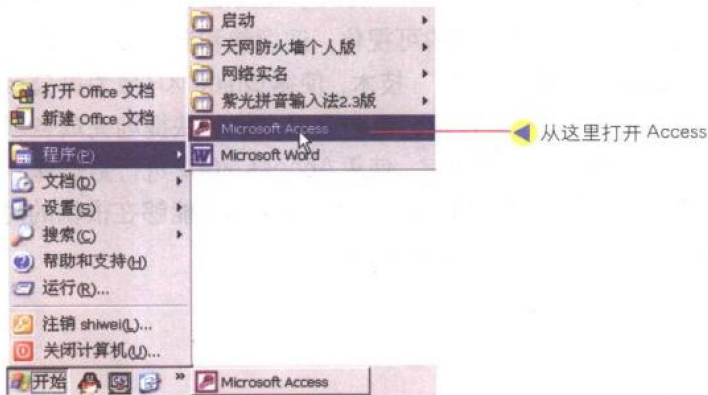 启动
天网防火墙个人版
网络实名
紫光拼音输入法2.3版
Microsoft Access
Microsoft Word
从这里打开 Access
打开 Office 文档
新建 Office 文档
程序(P)
文档(D)
设置(S)
搜索(C)
帮助和支持(H)
运行(R)...
注销 shiwei(L)...
关闭计算机(U)...
开始
»
Microsoft Access